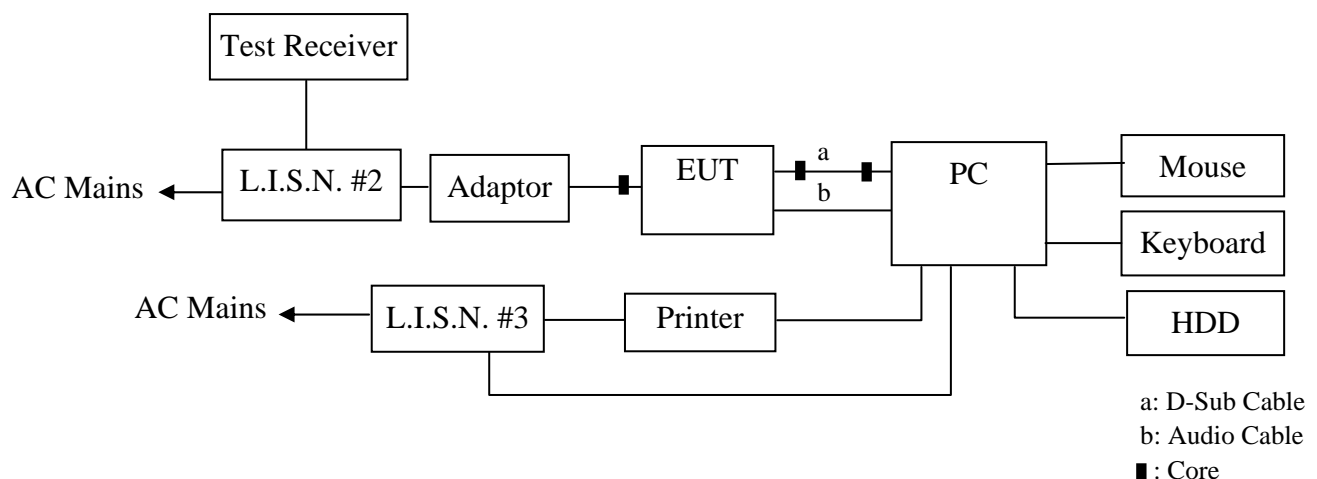 Test Receiver
AC Mains
L.I.S.N. #2
Adaptor
EUT
a
b
PC
Mouse
Keyboard
HDD
AC Mains
L.I.S.N. #3
Printer
a: D-Sub Cable
b: Audio Cable
: Core